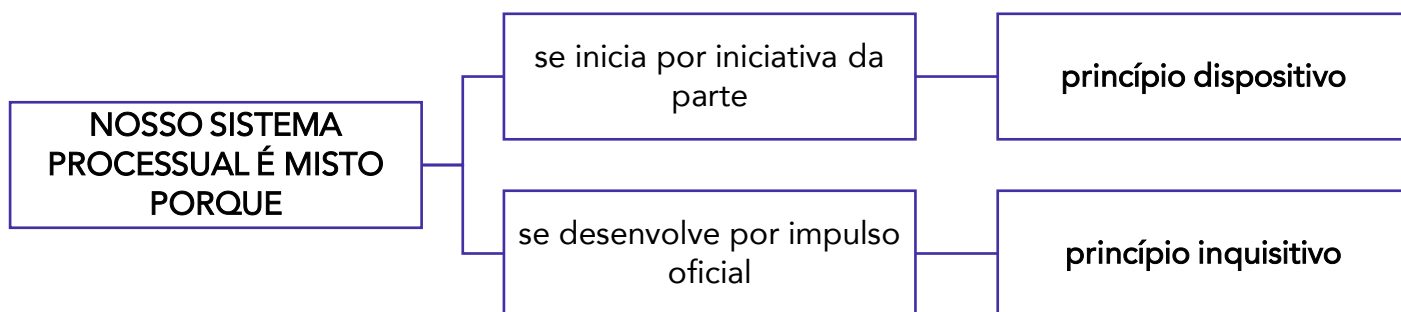 NOSSO SISTEMA
PROCESSUAL É MISTO
PORQUE
se inicia por iniciativa da
parte
princípio dispositivo
se desenvolve por impulso
oficial
princípio inquisitivo